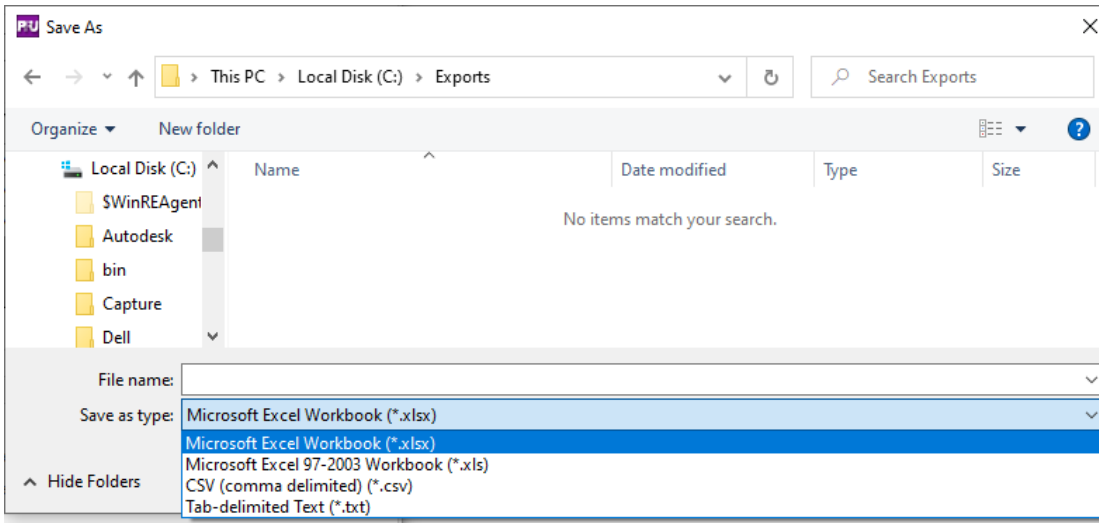 PRU Save As
This PC > Local Disk (C:) > Exports Search Exports
Organize New folder ?
Local Disk (C:) Name Date modified Type Size
$WinREAgent
No items match your search.
Autodesk
bin
Capture
Dell
File name:
Save as type: Microsoft Excel Workbook (*.xlsx)
Microsoft Excel Workbook (*.xlsx)
Microsoft Excel 97-2003 Workbook (*.xls)
Hide Folders
CSV (comma delimited) (*.csv)
Tab-delimited Text (*.txt)